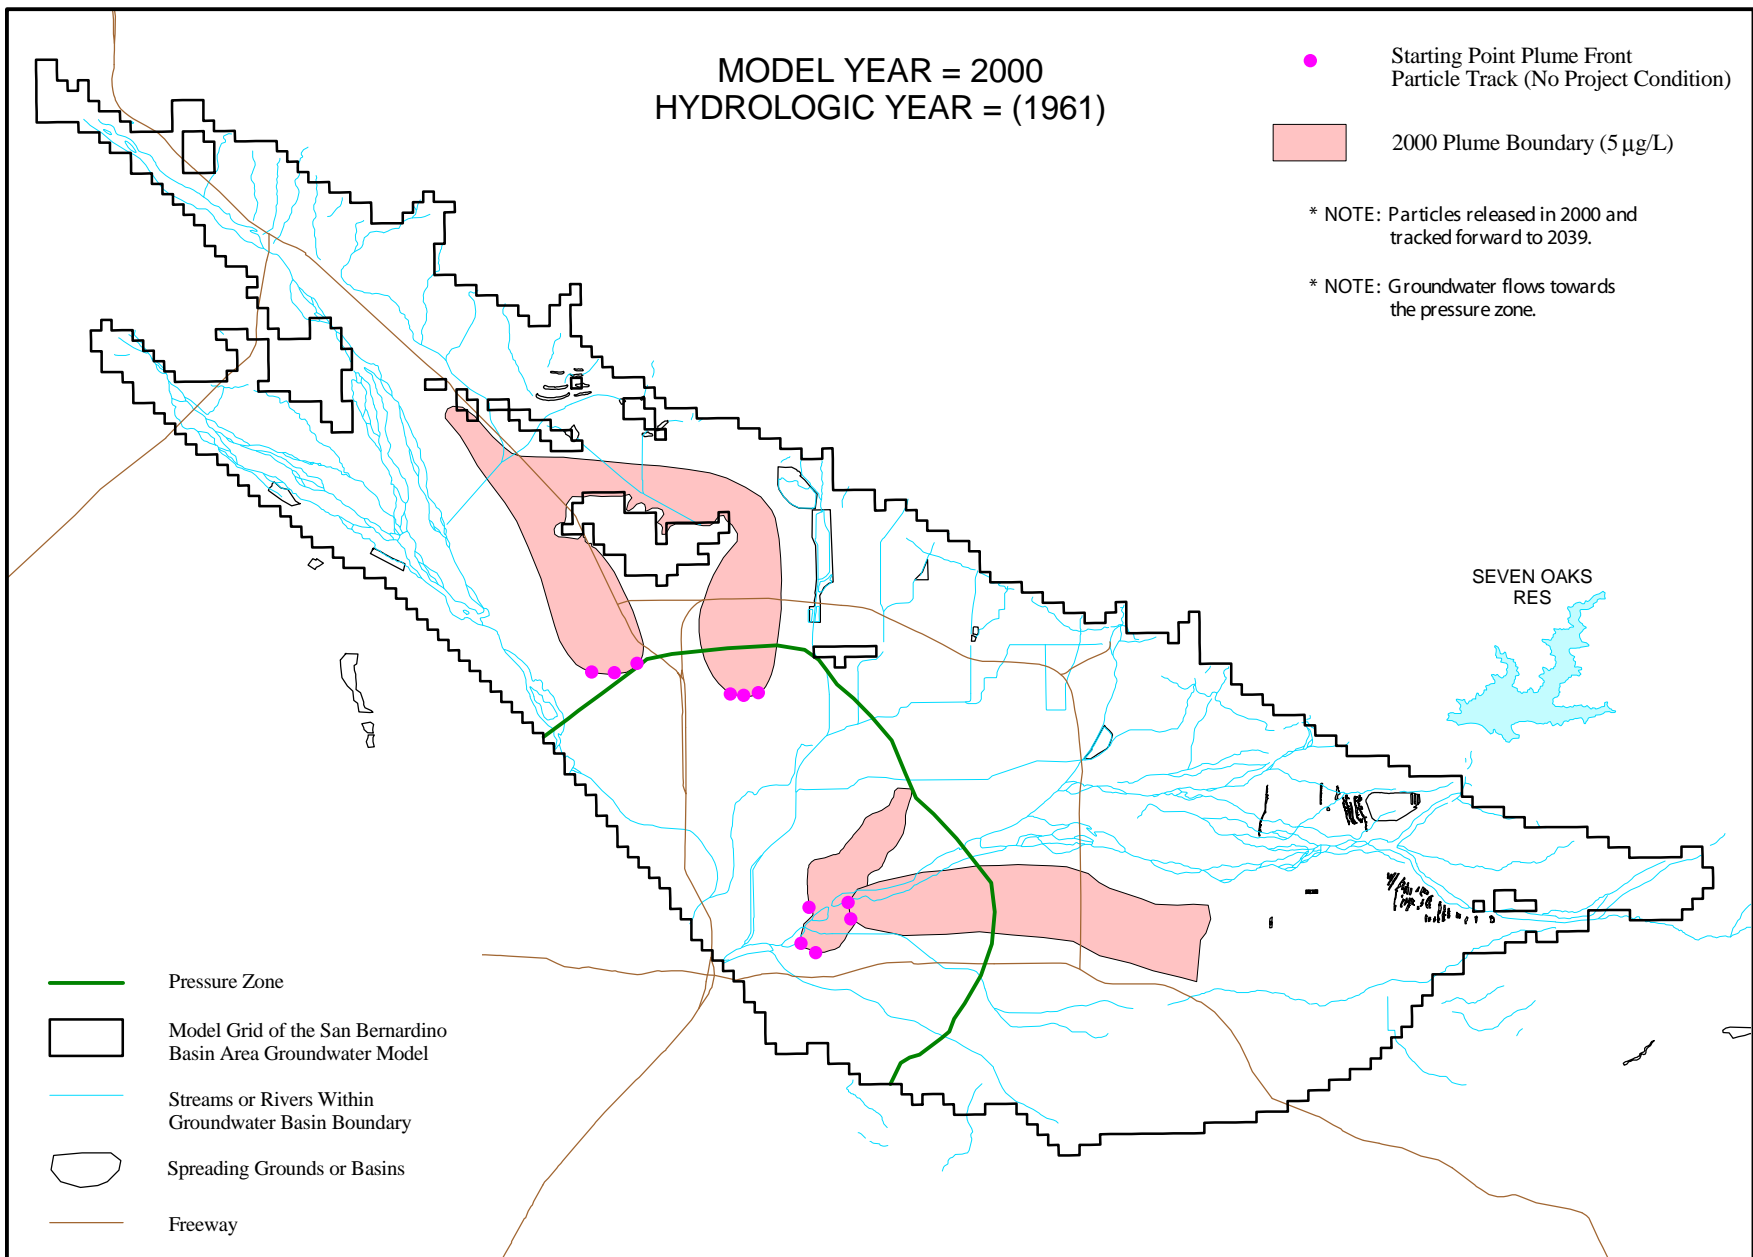 MODEL YEAR = 2000
HYDROLOGIC YEAR = (1961)
Starting Point Plume Front
Particle Track (No Project Condition)
2000 Plume Boundary (5 µg/L)
* NOTE: Particles released in 2000 and
tracked forward to 2039.
* NOTE: Groundwater flows towards
the pressure zone.
SEVEN OAKS
RES
Pressure Zone
Model Grid of the San Bernardino
Basin Area Groundwater Model
Streams or Rivers Within
Groundwater Basin Boundary
Spreading Grounds or Basins
Freeway